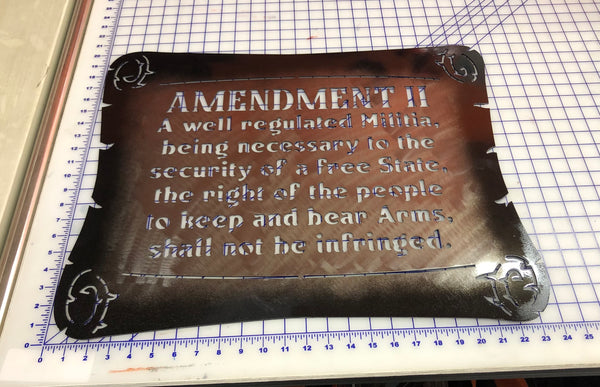 AMENDMENT II
A well regulated Militia,
being necessary to the
security of a free State,
the right of the people
to keep and bear Arms,
shall not be infringed.